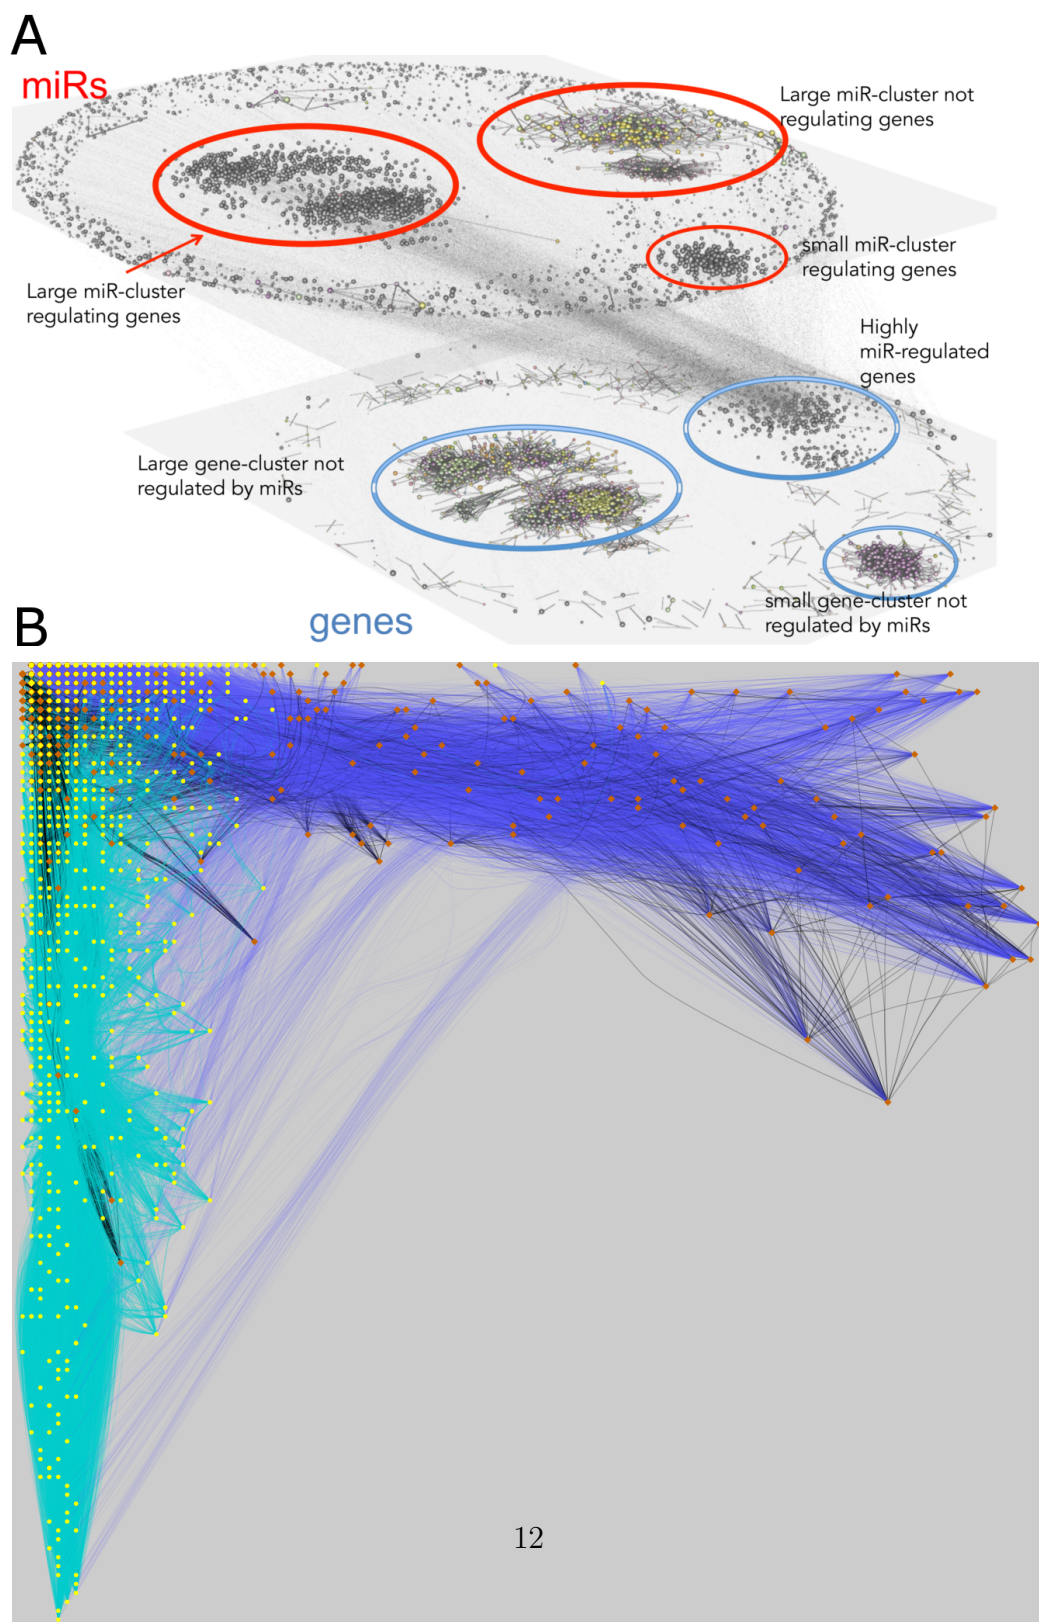 A
miRs
Large miR-cluster not
regulating genes
small miR-cluster
regulating genes
Large miR-cluster
regulating genes
Highly
miR-regulated
genes
Large gene-cluster not
regulated by miRs
small gene-cluster not
regulated by miRs
genes
B
12